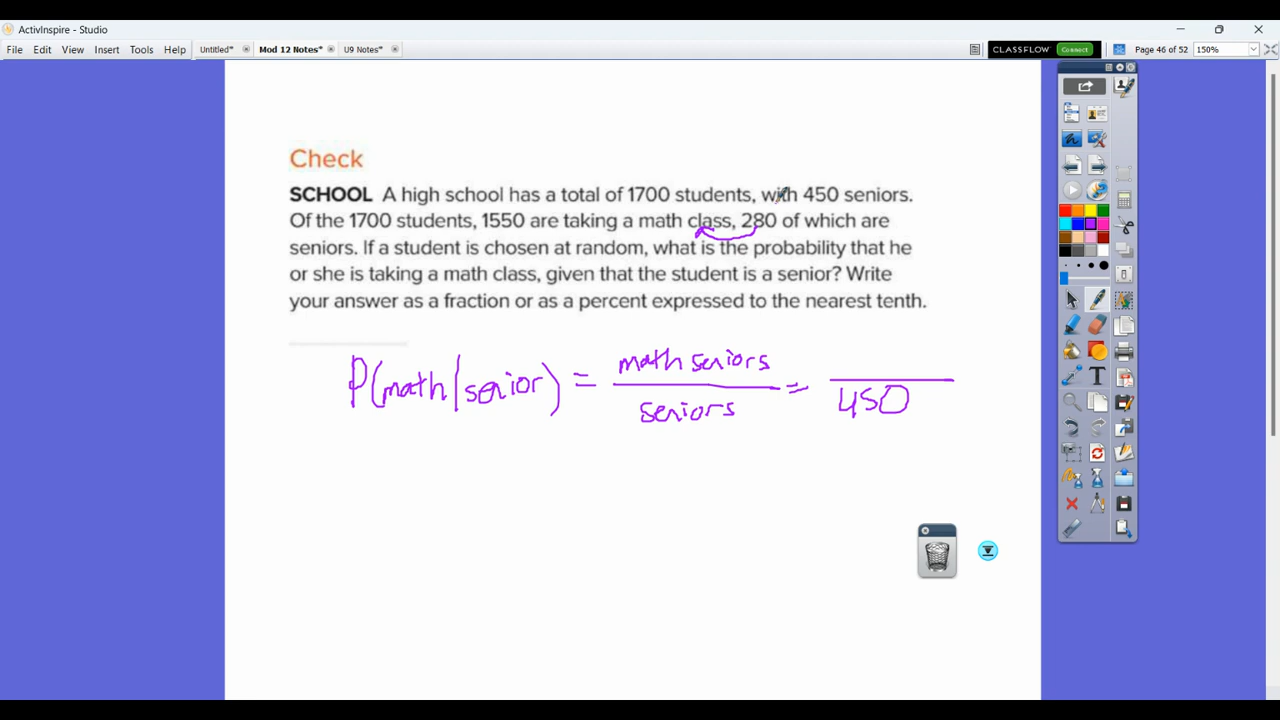 ActivInspire - Studio
File Edit View Insert Tools Help Untitled* Mod 12 Notes* U9 Notes* CLASSFLOW Connect Page 46 of 52 150%
Check
SCHOOL A high school has a total of 1700 students, with 450 seniors.
Of the 1700 students, 1550 are taking a math class, 280 of which are
seniors. If a student is chosen at random, what is the probability that he
or she is taking a math class, given that the student is a senior? Write
your answer as a fraction or as a percent expressed to the nearest tenth.
P(math|senior) = math seniors / seniors = / 450